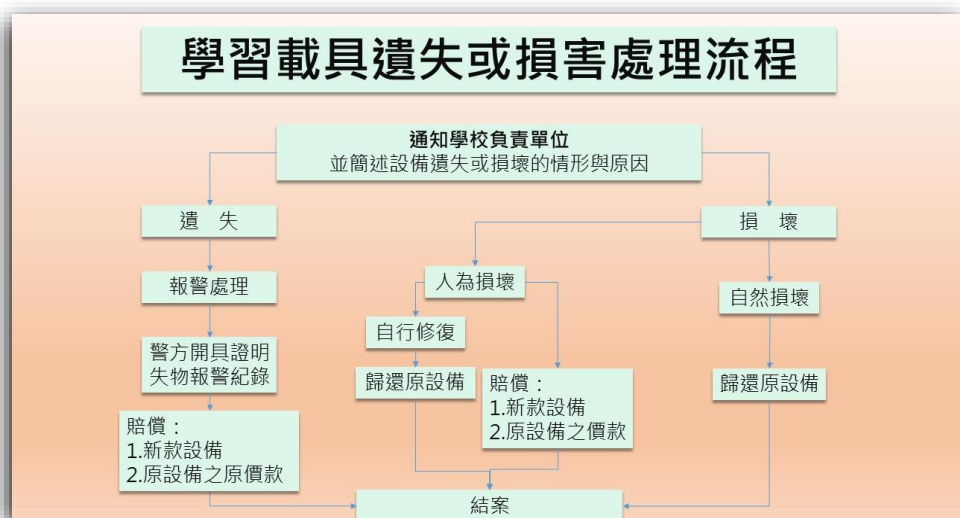 學習載具遺失或損害處理流程
通知學校負責單位
並簡述設備遺失或損壞的情形與原因
遺 失
損 壞
報警處理
人為損壞
自然損壞
自行修復
警方開具證明
失物報警紀錄
歸還原設備
賠償：
1.新款設備
2.原設備之價款
歸還原設備
賠償：
1.新款設備
2.原設備之原價款
結案